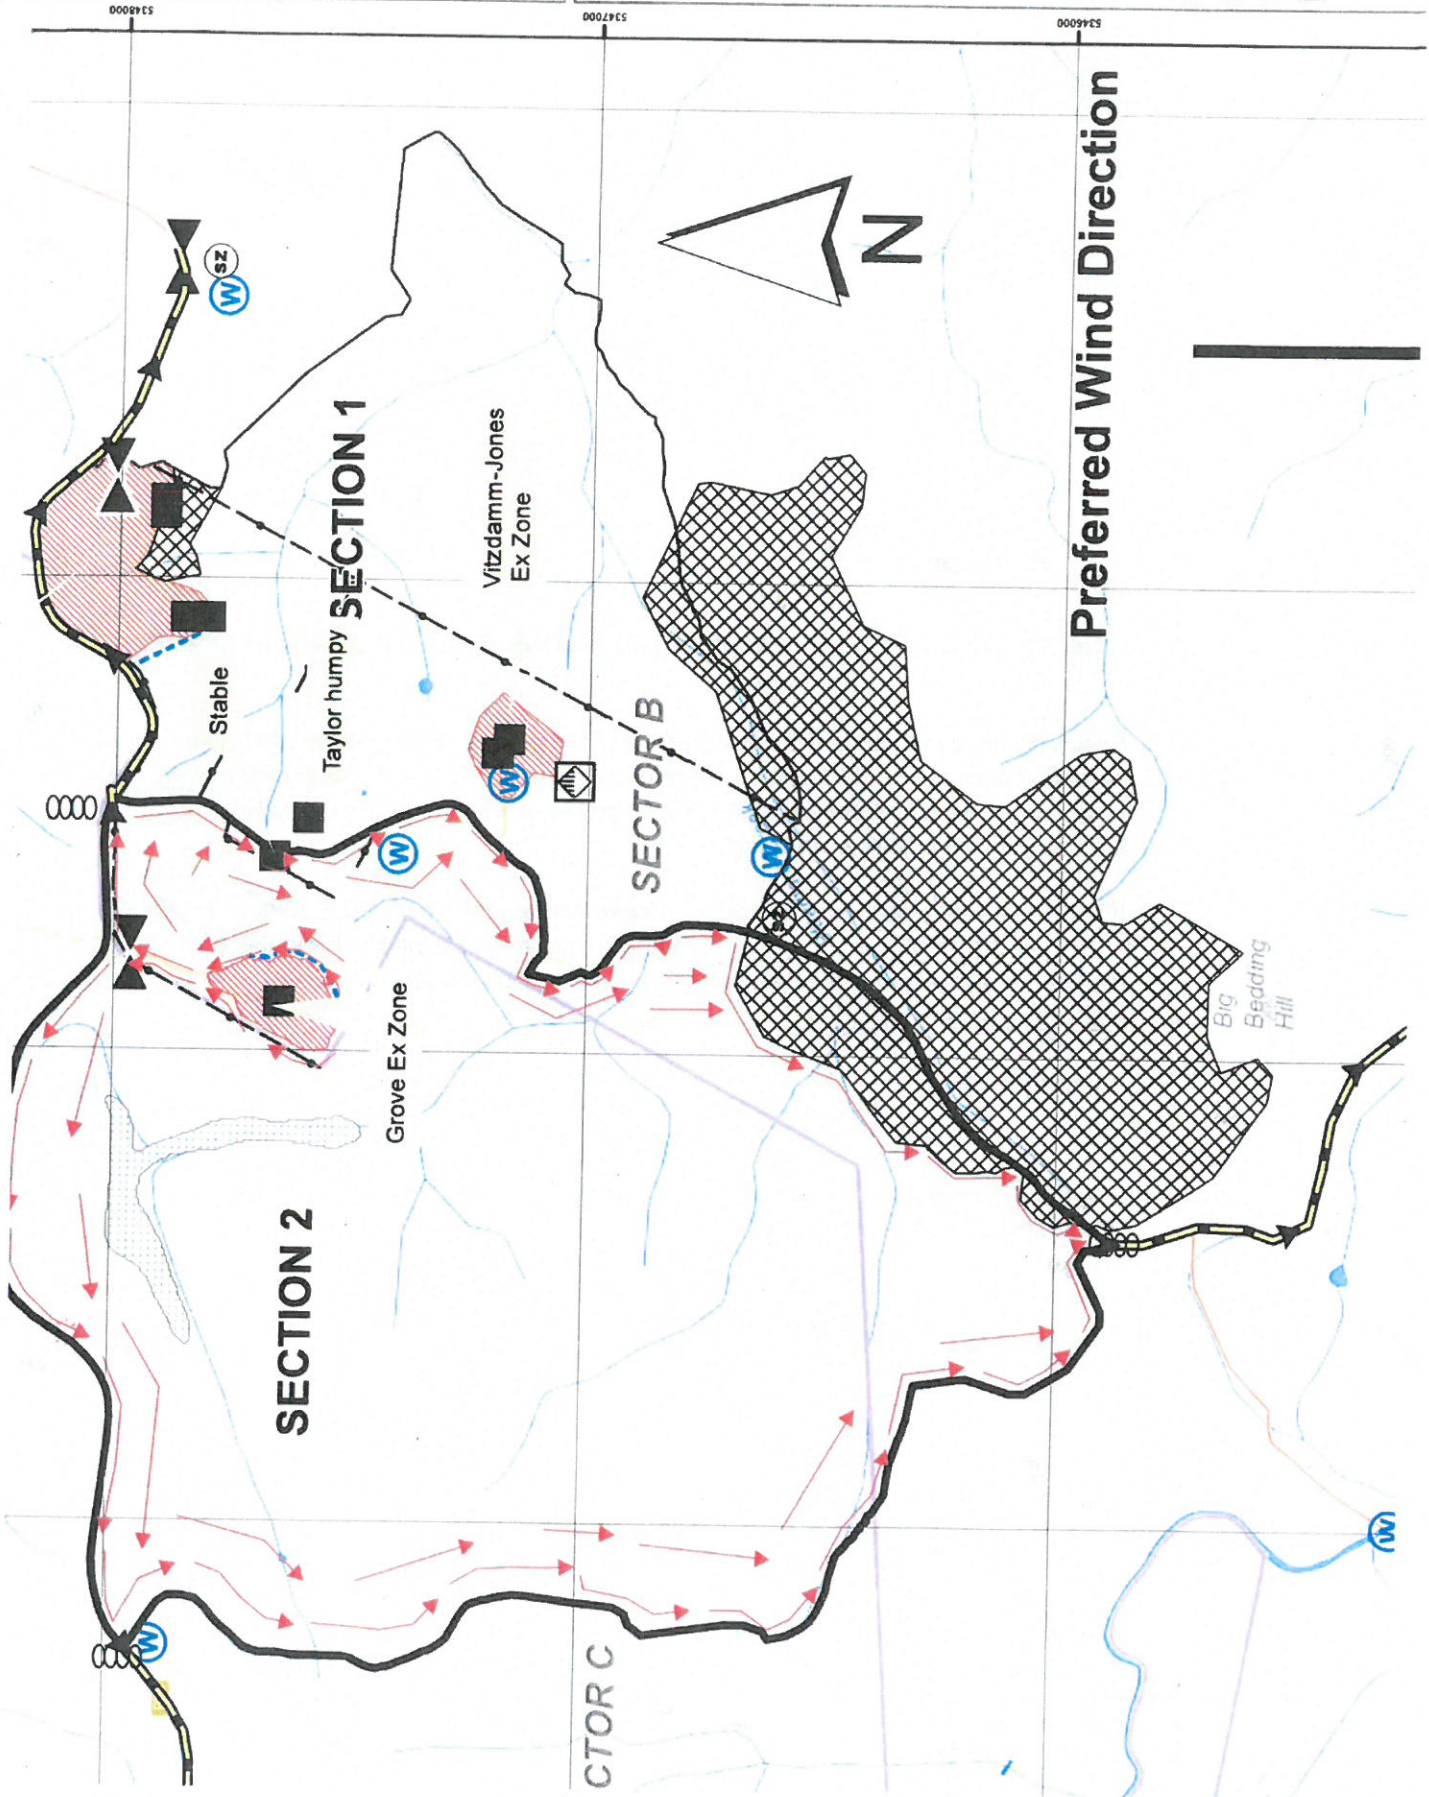 5348000
5347000
5346000
Preferred Wind Direction
N
SZ
W
SECTION 1
Vitzdamm-Jones
Ex Zone
Taylor humpy
Stable
W
W
SECTOR B
W
SZ
Grove Ex Zone
Big
Bedding
Hill
SECTION 2
W
CTOR C
W